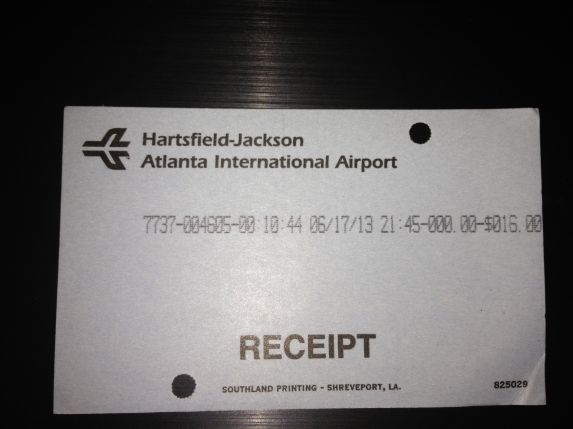 Hartsfield-Jackson
Atlanta International Airport
7737-004605-00 10:44 06/17/13 21:45-000.00-$016.00
RECEIPT
SOUTHLAND PRINTING - SHREVEPORT, LA.
825029